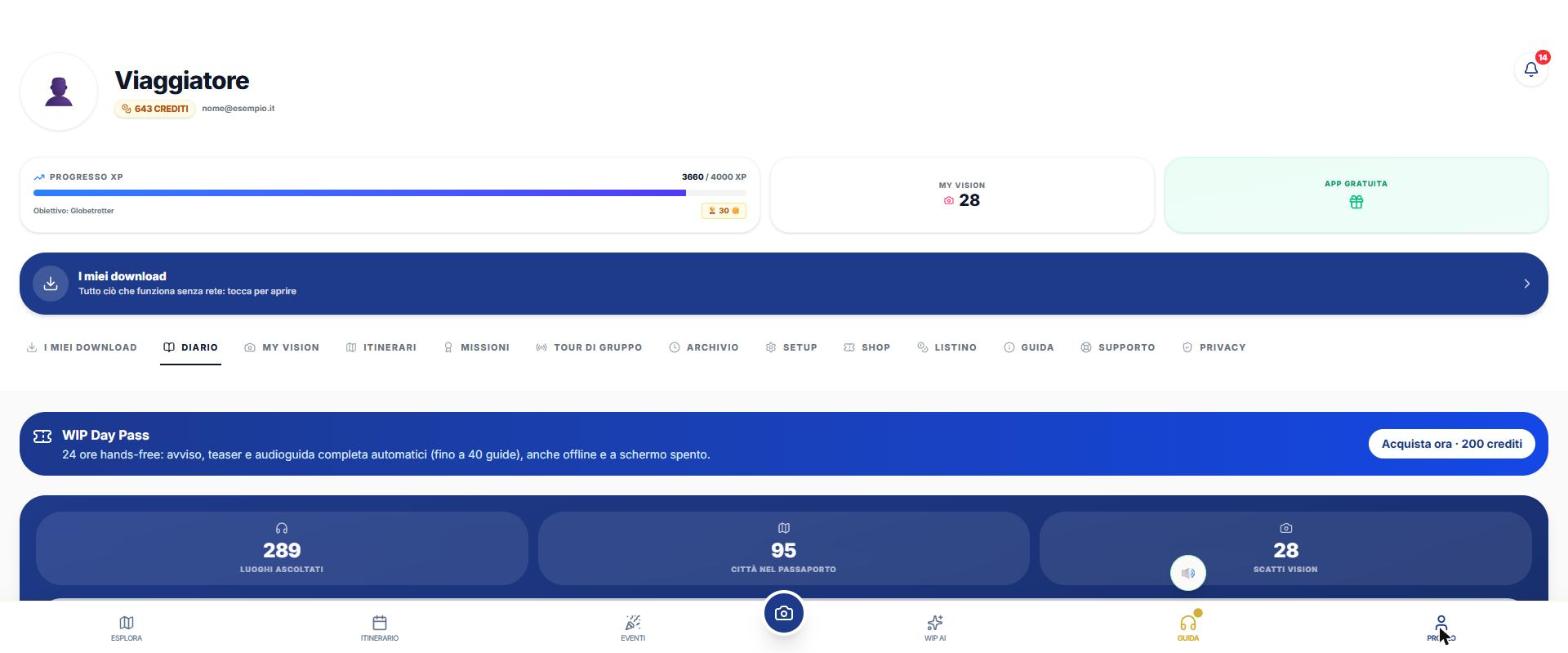 Viaggiatore
14
643 CREDITI nome@esempio.it
PROGRESSO XP 3660 / 4000 XP
Obiettivo: Globetrotter 30
MY VISION
28
APP GRATUITA
I miei download
Tutto ciò che funziona senza rete: tocca per aprire
I MIEI DOWNLOAD DIARIO MY VISION ITINERARI MISSIONI TOUR DI GRUPPO ARCHIVIO SETUP SHOP LISTINO GUIDA SUPPORTO PRIVACY
WIP Day Pass
24 ore hands-free: avviso, teaser e audioguida completa automatici (fino a 40 guide), anche offline e a schermo spento.
Acquista ora · 200 crediti
289
LUOGHI ASCOLTATI
95
CITTÀ NEL PASSAPORTO
28
SCATTI VISION
ESPLORA ITINERARIO EVENTI WIP AI GUIDA